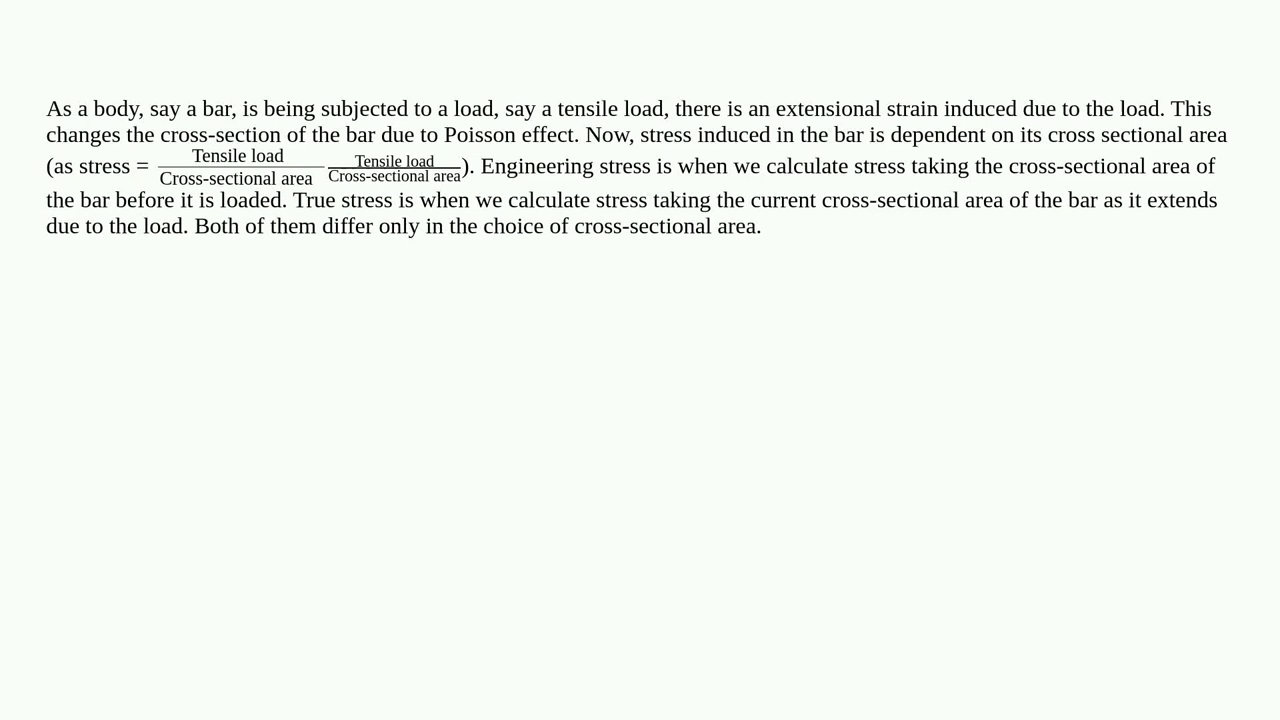 As a body, say a bar, is being subjected to a load, say a tensile load, there is an extensional strain induced due to the load. This
changes the cross-section of the bar due to Poisson effect. Now, stress induced in the bar is dependent on its cross sectional area
(as stress = Tensile load / Cross-sectional area Tensile load / Cross-sectional area). Engineering stress is when we calculate stress taking the cross-sectional area of
the bar before it is loaded. True stress is when we calculate stress taking the current cross-sectional area of the bar as it extends
due to the load. Both of them differ only in the choice of cross-sectional area.